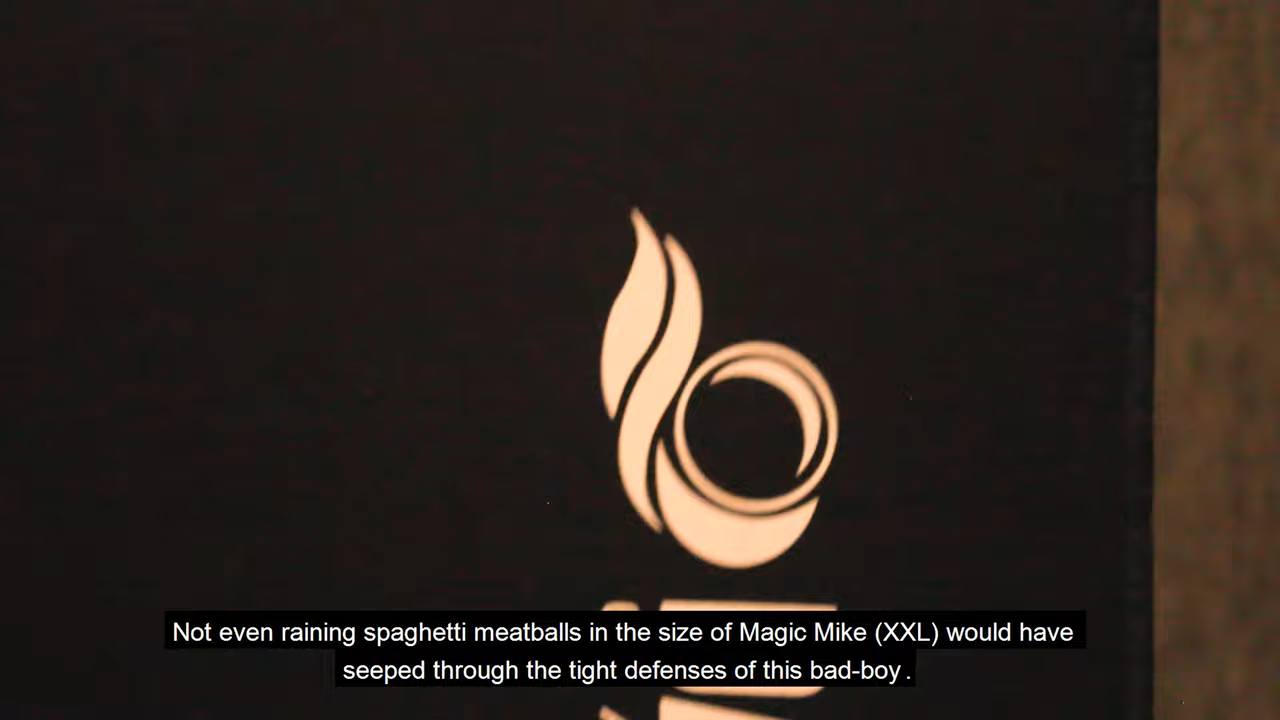 Not even raining spaghetti meatballs in the size of Magic Mike (XXL) would have
seeped through the tight defenses of this bad-boy.